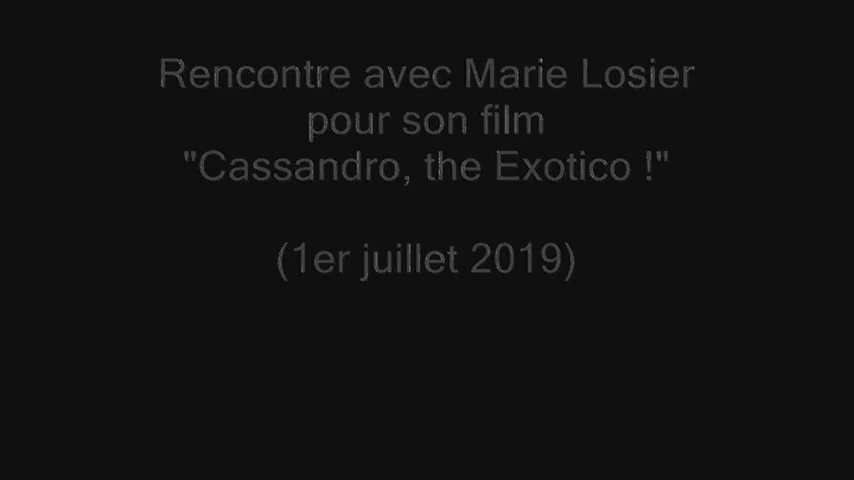 Rencontre avec Marie Losier
pour son film
"Cassandro, the Exotico !"
(1er juillet 2019)